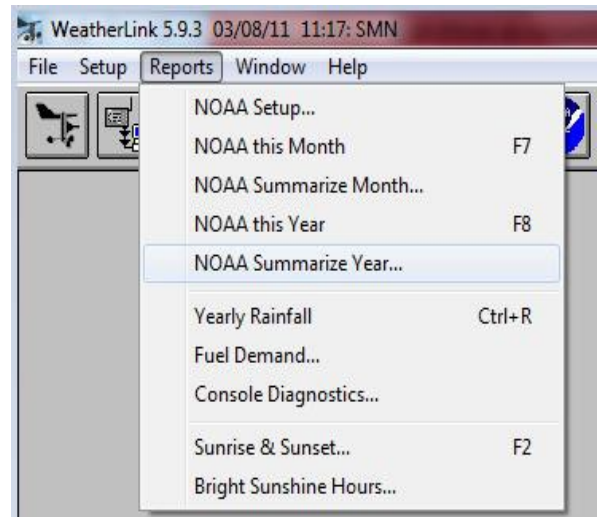 WeatherLink 5.9.3 03/08/11 11:17: SMN
File Setup Reports Window Help
NOAA Setup...
NOAA this Month F7
NOAA Summarize Month...
NOAA this Year F8
NOAA Summarize Year...
Yearly Rainfall Ctrl+R
Fuel Demand...
Console Diagnostics...
Sunrise & Sunset... F2
Bright Sunshine Hours...